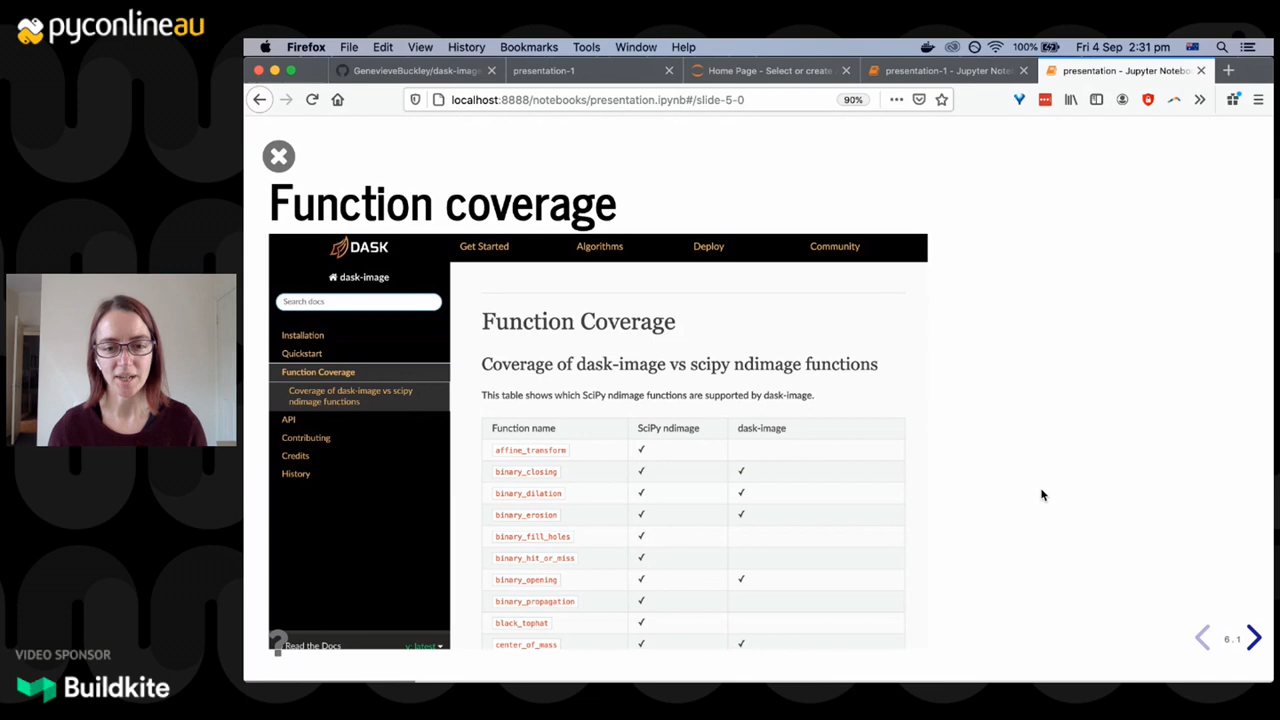 pyconlineau
Firefox File Edit View History Bookmarks Tools Window Help 100% Fri 4 Sep 2:31 pm
GenevieveBuckley/dask-image presentation-1 Home Page - Select or create presentation-1 - Jupyter Note presentation - Jupyter Notebo
localhost:8888/notebooks/presentation.ipynb#/slide-5-0 90%
Function coverage
DASK Get Started Algorithms Deploy Community
dask-image
Search docs
Installation
Quickstart
Function Coverage
Coverage of dask-image vs scipy
ndimage functions
API
Contributing
Credits
History
Read the Docs v: latest
Function Coverage
Coverage of dask-image vs scipy ndimage functions
This table shows which SciPy ndimage functions are supported by dask-image.
Function name SciPy ndimage dask-image
affine_transform ✓
binary_closing ✓ ✓
binary_dilation ✓ ✓
binary_erosion ✓ ✓
binary_fill_holes ✓
binary_hit_or_miss ✓
binary_opening ✓ ✓
binary_propagation ✓
black_tophat ✓
center_of_mass ✓ ✓
?
6.1
VIDEO SPONSOR
Buildkite